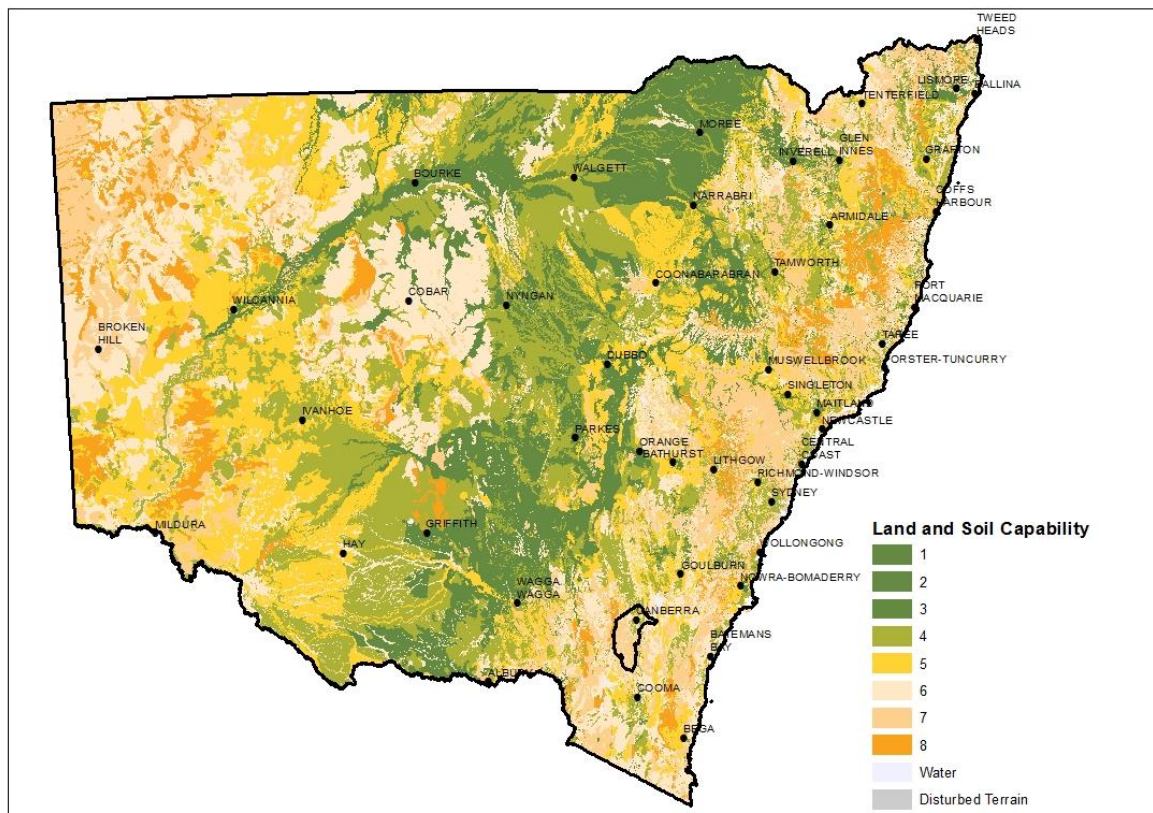 TWEED
HEADS
LISMORE
BALLINA
TENTERFIELD
MOREE
GLEN
INNES
INVERELL
GRAFTON
WALGETT
BOURKE
COFFS
HARBOUR
NARRABRI
ARMIDALE
TAMWORTH
COONABARABRAN
PORT
MACQUARIE
COBAR
NYNGAN
WILCANNIA
BROKEN
HILL
TAREE
DUBBO
MUSWELLBROOK
FORSTER-TUNCURRY
SINGLETON
MAITLAND
NEWCASTLE
IVANHOE
PARKES
ORANGE
BATHURST
CENTRAL
COAST
LITHGOW
RICHMOND-WINDSOR
SYDNEY
MILDURA
GRIFFITH
HAY
WOLLONGONG
GOULBURN
NOWRA-BOMADERRY
WAGGA
WAGGA
CANBERRA
BATEMANS
BAY
ALBURY
COOMA
BEGA
Land and Soil Capability
1
2
3
4
5
6
7
8
Water
Disturbed Terrain